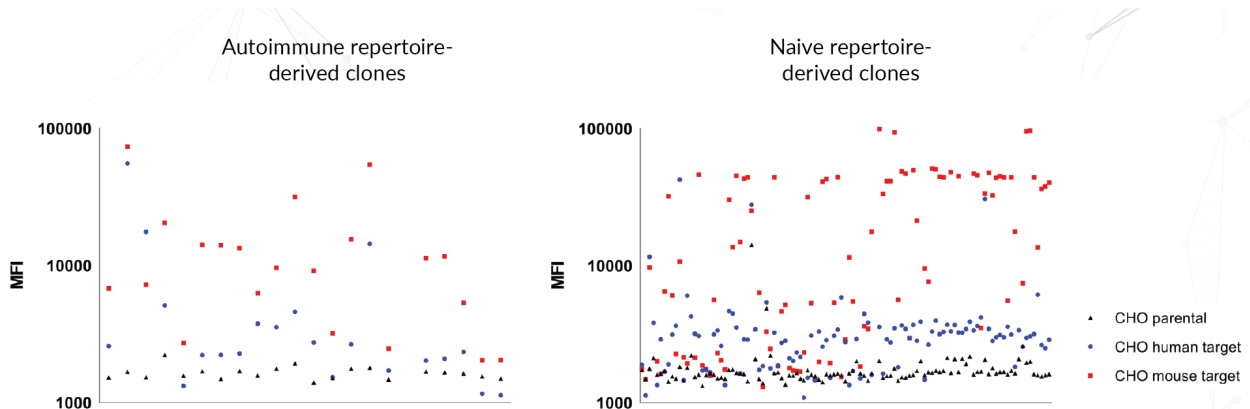 Autoimmune repertoire-
derived clones
Naive repertoire-
derived clones
100000
10000
1000
MFI
100000
10000
1000
MFI
CHO parental
CHO human target
CHO mouse target